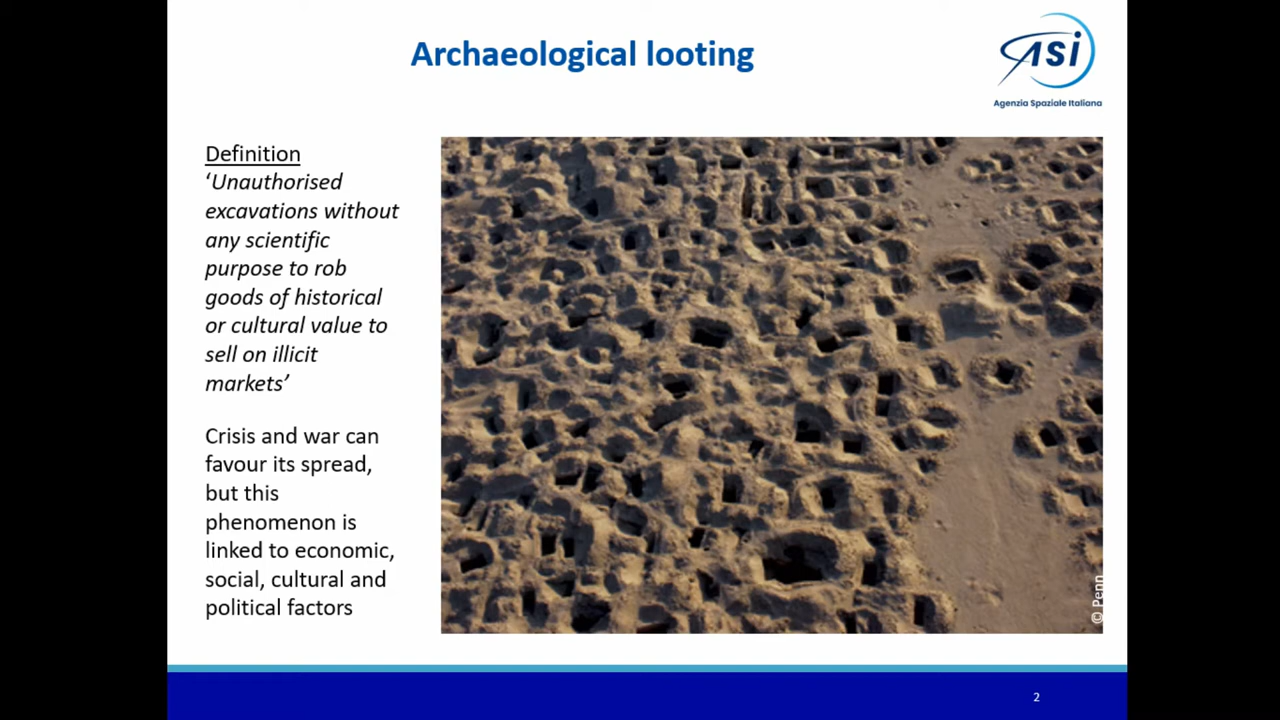 Archaeological looting
ASI
Agenzia Spaziale Italiana
Definition
‘Unauthorised
excavations without
any scientific
purpose to rob
goods of historical
or cultural value to
sell on illicit
markets’
Crisis and war can
favour its spread,
but this
phenomenon is
linked to economic,
social, cultural and
political factors
© Penn
2